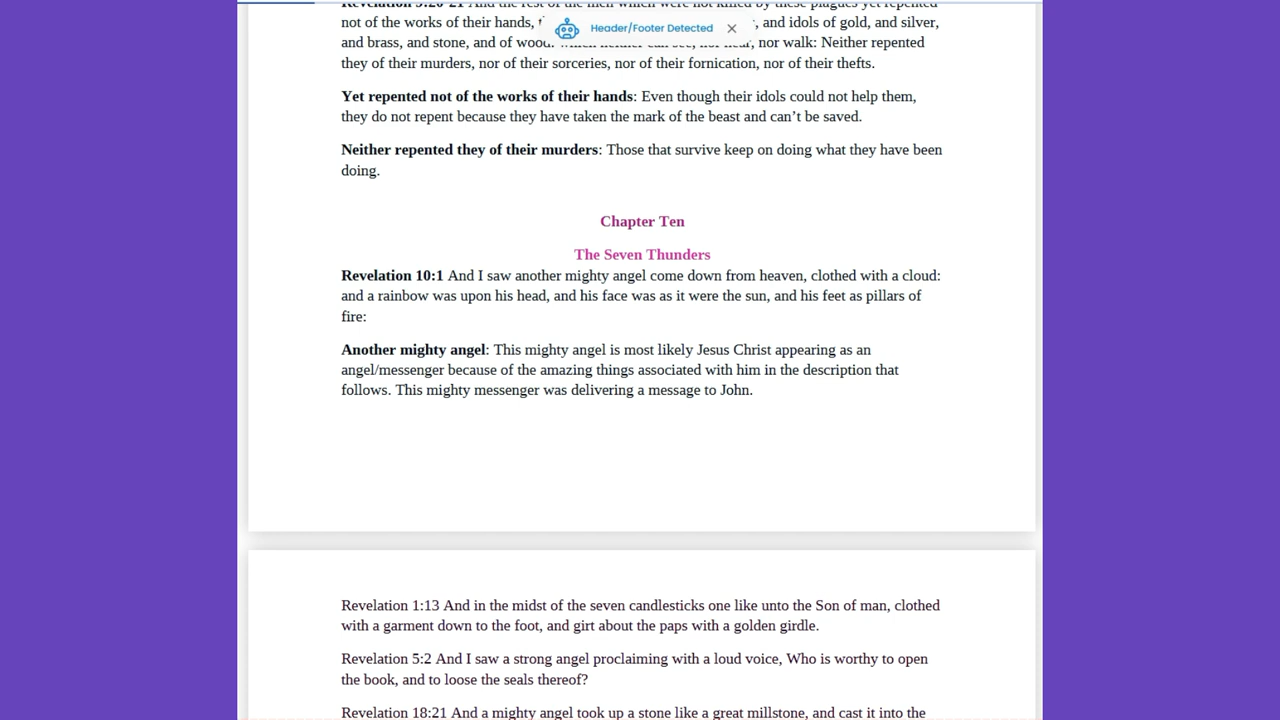 Revelation 9:20-21 And the rest of the men which were not killed by these plagues yet repented
not of the works of their hands, , and idols of gold, and silver,
Header/Footer Detected
and brass, and stone, and of wood: which neither can see, nor hear, nor walk: Neither repented
they of their murders, nor of their sorceries, nor of their fornication, nor of their thefts.
Yet repented not of the works of their hands: Even though their idols could not help them,
they do not repent because they have taken the mark of the beast and can’t be saved.
Neither repented they of their murders: Those that survive keep on doing what they have been
doing.
Chapter Ten
The Seven Thunders
Revelation 10:1 And I saw another mighty angel come down from heaven, clothed with a cloud:
and a rainbow was upon his head, and his face was as it were the sun, and his feet as pillars of
fire:
Another mighty angel: This mighty angel is most likely Jesus Christ appearing as an
angel/messenger because of the amazing things associated with him in the description that
follows. This mighty messenger was delivering a message to John.
Revelation 1:13 And in the midst of the seven candlesticks one like unto the Son of man, clothed
with a garment down to the foot, and girt about the paps with a golden girdle.
Revelation 5:2 And I saw a strong angel proclaiming with a loud voice, Who is worthy to open
the book, and to loose the seals thereof?
Revelation 18:21 And a mighty angel took up a stone like a great millstone, and cast it into the